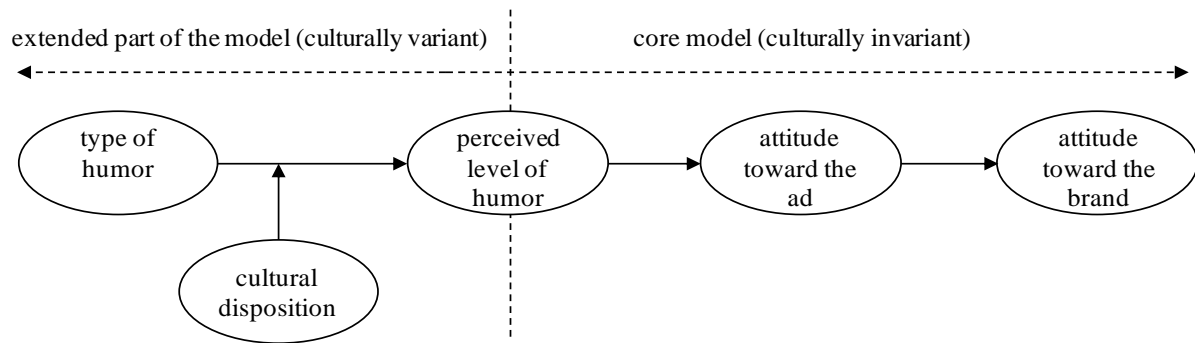 extended part of the model (culturally variant)
core model (culturally invariant)
type of
humor
perceived
level of
humor
attitude
toward the
ad
attitude
toward the
brand
cultural
disposition